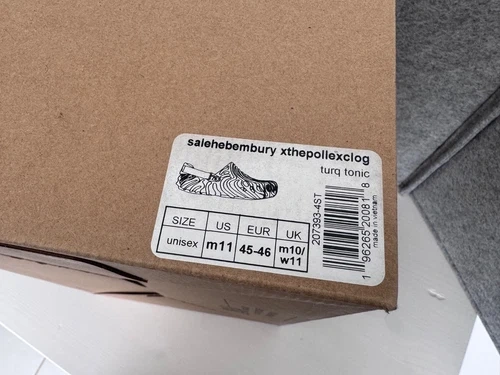 salehebembury xthepollexclog
turq tonic
SIZE US EUR UK
unisex m11 45-46 m10/
w11
207393-4ST
1 96265 20081 8
made in vietnam